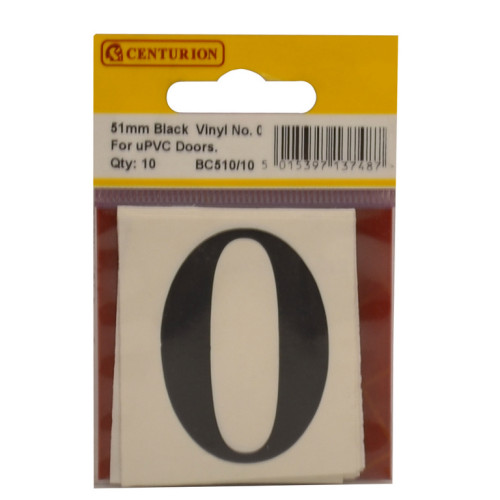 CENTURION
51mm Black Vinyl No. 0
For uPVC Doors.
Qty: 10 BC510/10
5 015397 137487
0